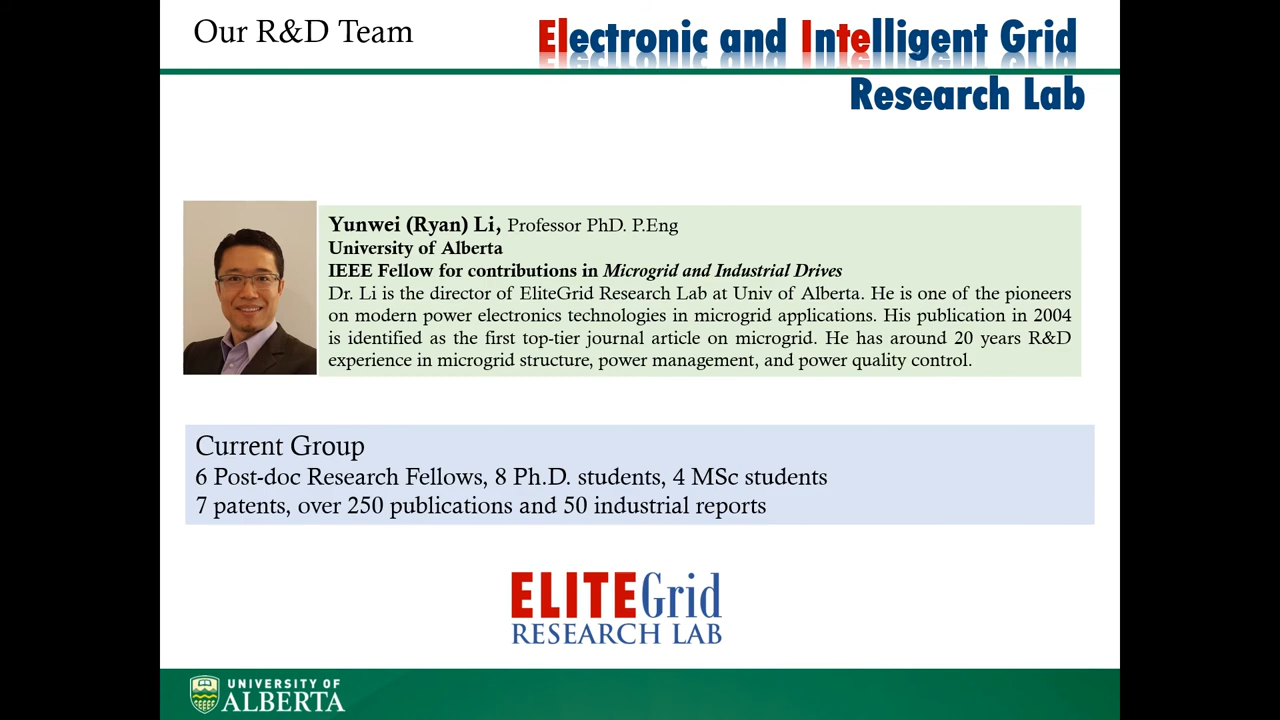 Our R&D Team
Electronic and Intelligent Grid
Research Lab
Yunwei (Ryan) Li, Professor PhD. P.Eng
University of Alberta
IEEE Fellow for contributions in Microgrid and Industrial Drives
Dr. Li is the director of EliteGrid Research Lab at Univ of Alberta. He is one of the pioneers
on modern power electronics technologies in microgrid applications. His publication in 2004
is identified as the first top-tier journal article on microgrid. He has around 20 years R&D
experience in microgrid structure, power management, and power quality control.
Current Group
6 Post-doc Research Fellows, 8 Ph.D. students, 4 MSc students
7 patents, over 250 publications and 50 industrial reports
ELITEGrid
RESEARCH LAB
UNIVERSITY OF
ALBERTA